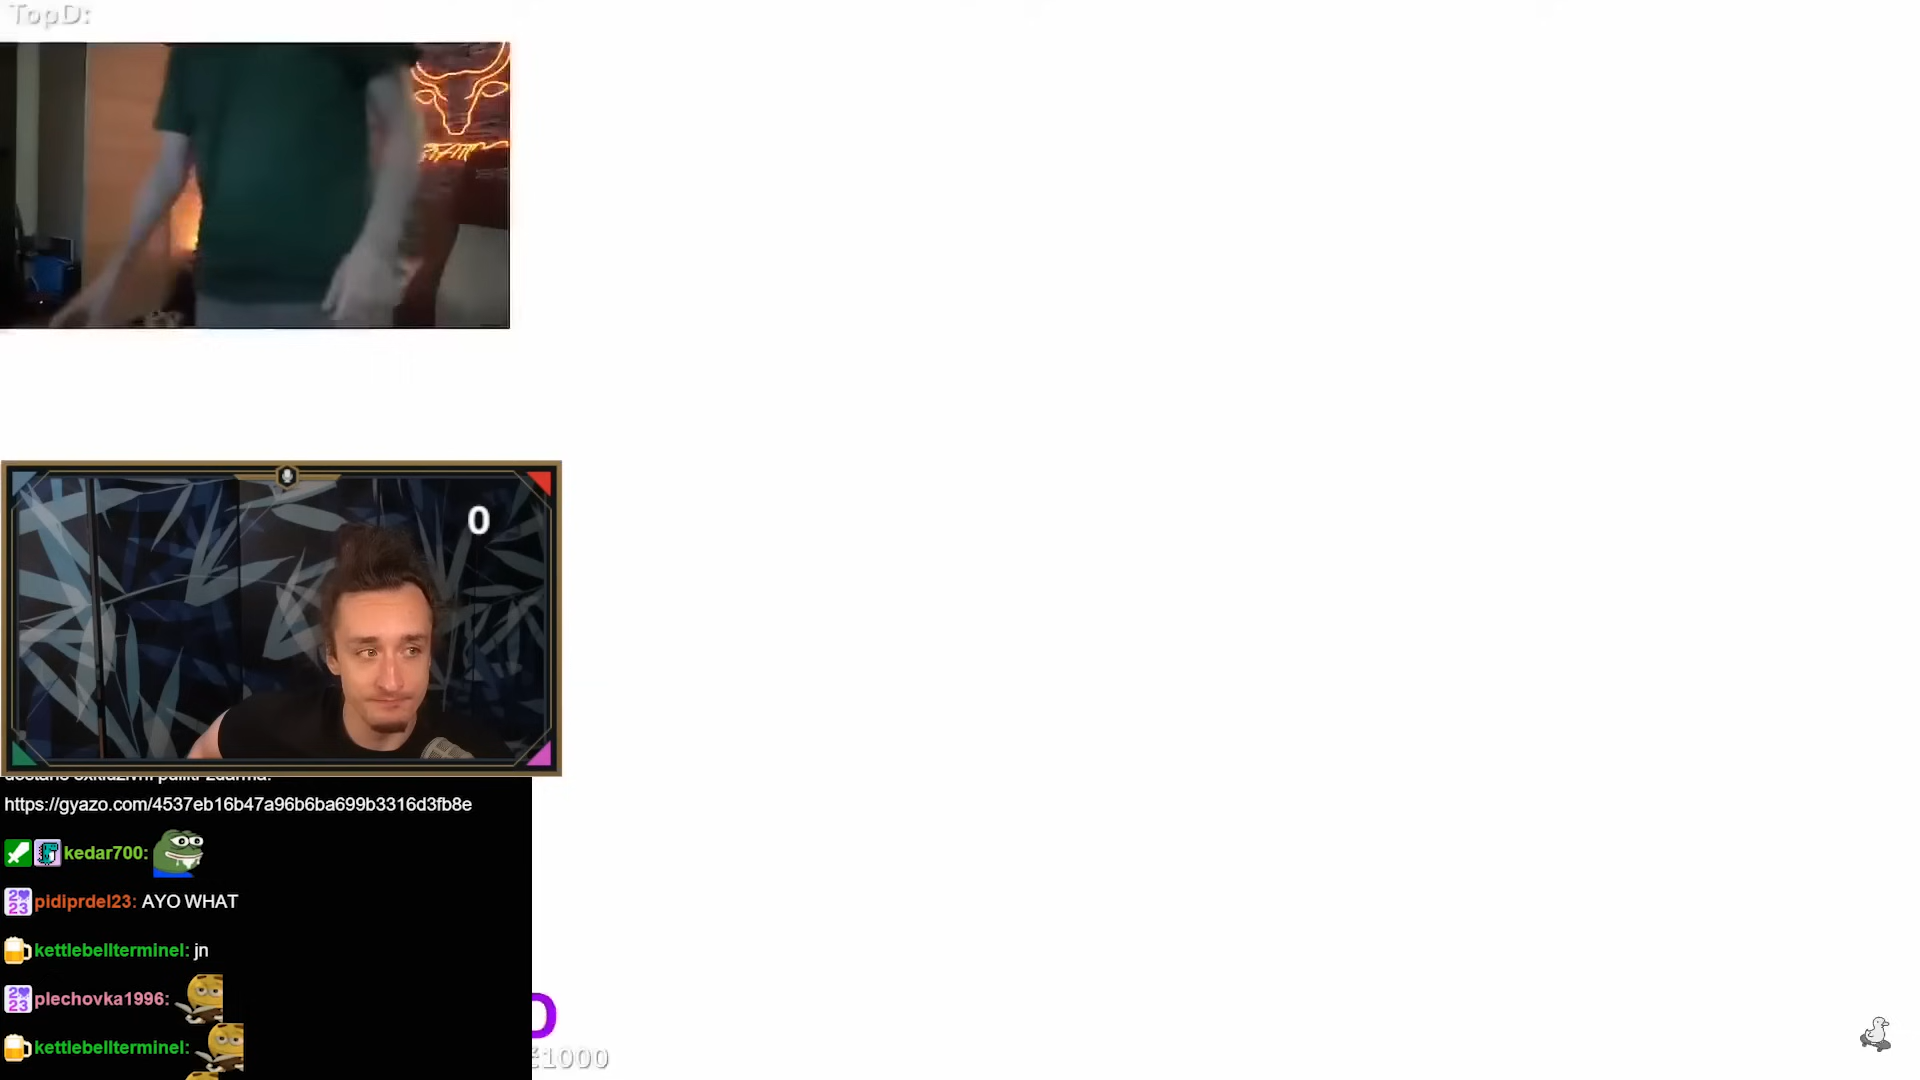 TopD:
0
https://gyazo.com/4537eb16b47a96b6ba699b3316d3fb8e
kedar700:
pidiprdel23: AYO WHAT
kettlebellterminel: jn
plechovka1996:
kettlebellterminel:
1000